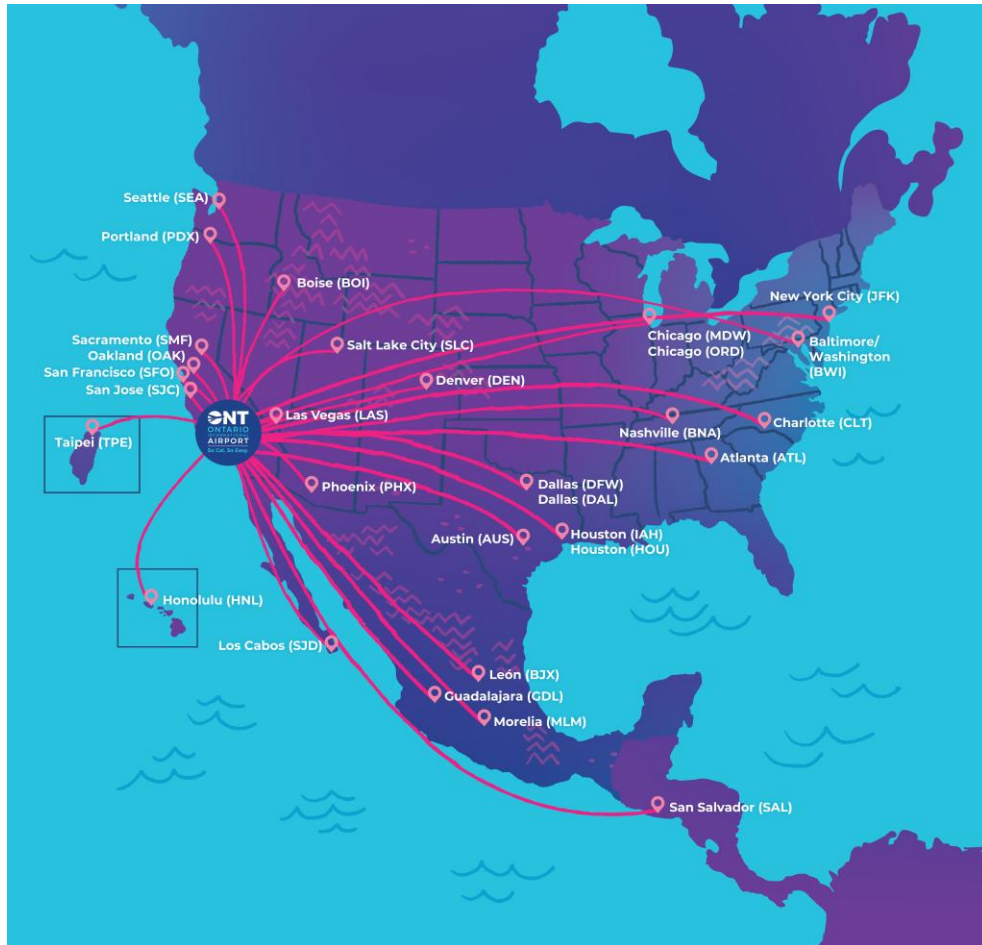 Seattle (SEA)
Portland (PDX)
Boise (BOI)
New York City (JFK)
Sacramento (SMF)
Oakland (OAK)
San Francisco (SFO)
San Jose (SJC)
Salt Lake City (SLC)
Chicago (MDW)
Chicago (ORD)
Baltimore/
Washington
(BWI)
Denver (DEN)
Las Vegas (LAS)
ONT
ONTARIO
INTERNATIONAL
AIRPORT
So Cal. So Easy.
Taipei (TPE)
Nashville (BNA)
Charlotte (CLT)
Atlanta (ATL)
Phoenix (PHX)
Dallas (DFW)
Dallas (DAL)
Austin (AUS)
Houston (IAH)
Houston (HOU)
Honolulu (HNL)
Los Cabos (SJD)
León (BJX)
Guadalajara (GDL)
Morelia (MLM)
San Salvador (SAL)